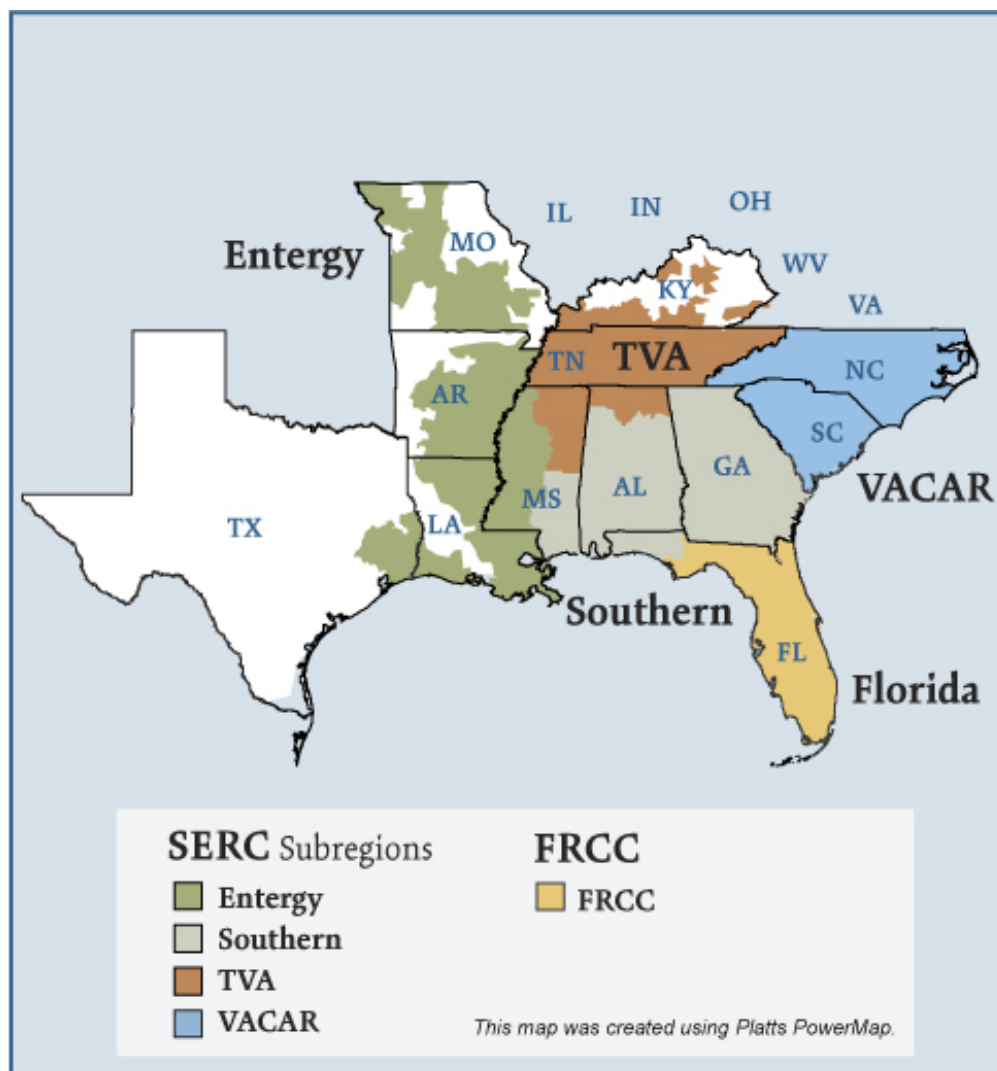 IL
IN
OH
Entergy
MO
WV
KY
VA
TN
TVA
NC
AR
SC
GA
VACAR
MS
AL
LA
TX
Southern
FL
Florida
SERC Subregions
Entergy
Southern
TVA
VACAR
FRCC
FRCC
This map was created using Platts PowerMap.